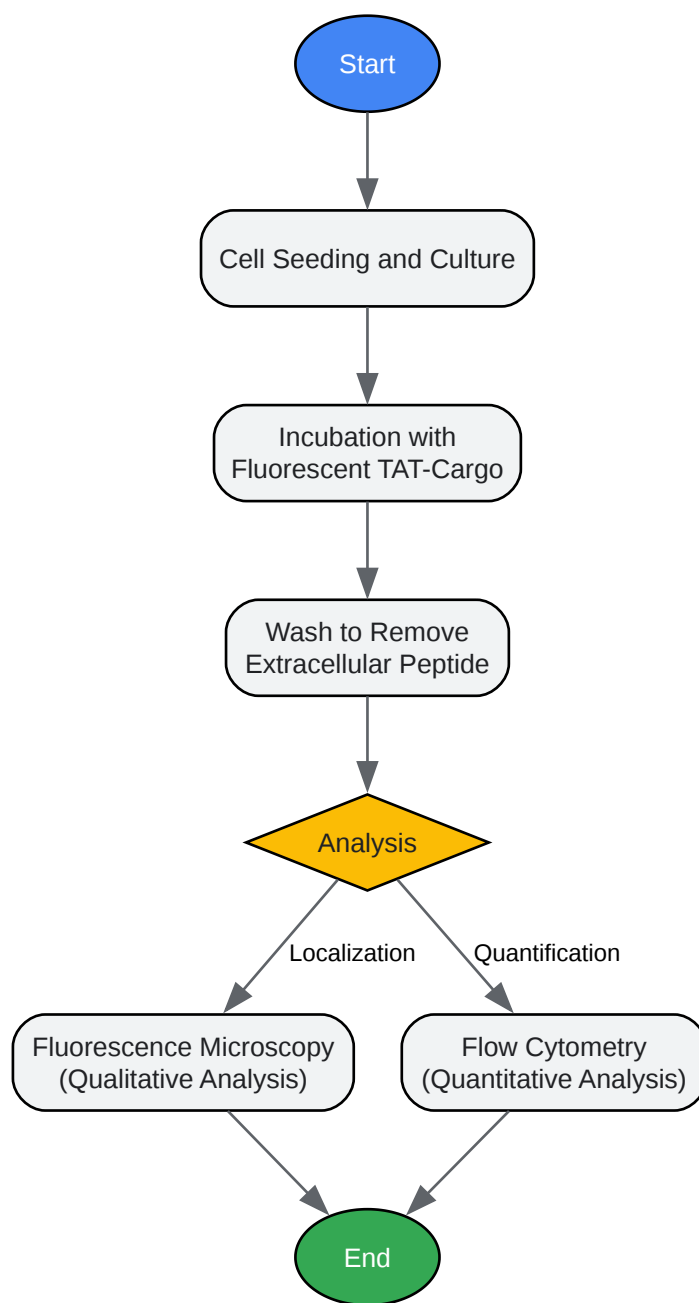 Start
Cell Seeding and Culture
Incubation with
Fluorescent TAT-Cargo
Wash to Remove
Extracellular Peptide
Analysis
Localization
Quantification
Fluorescence Microscopy
(Qualitative Analysis)
Flow Cytometry
(Quantitative Analysis)
End